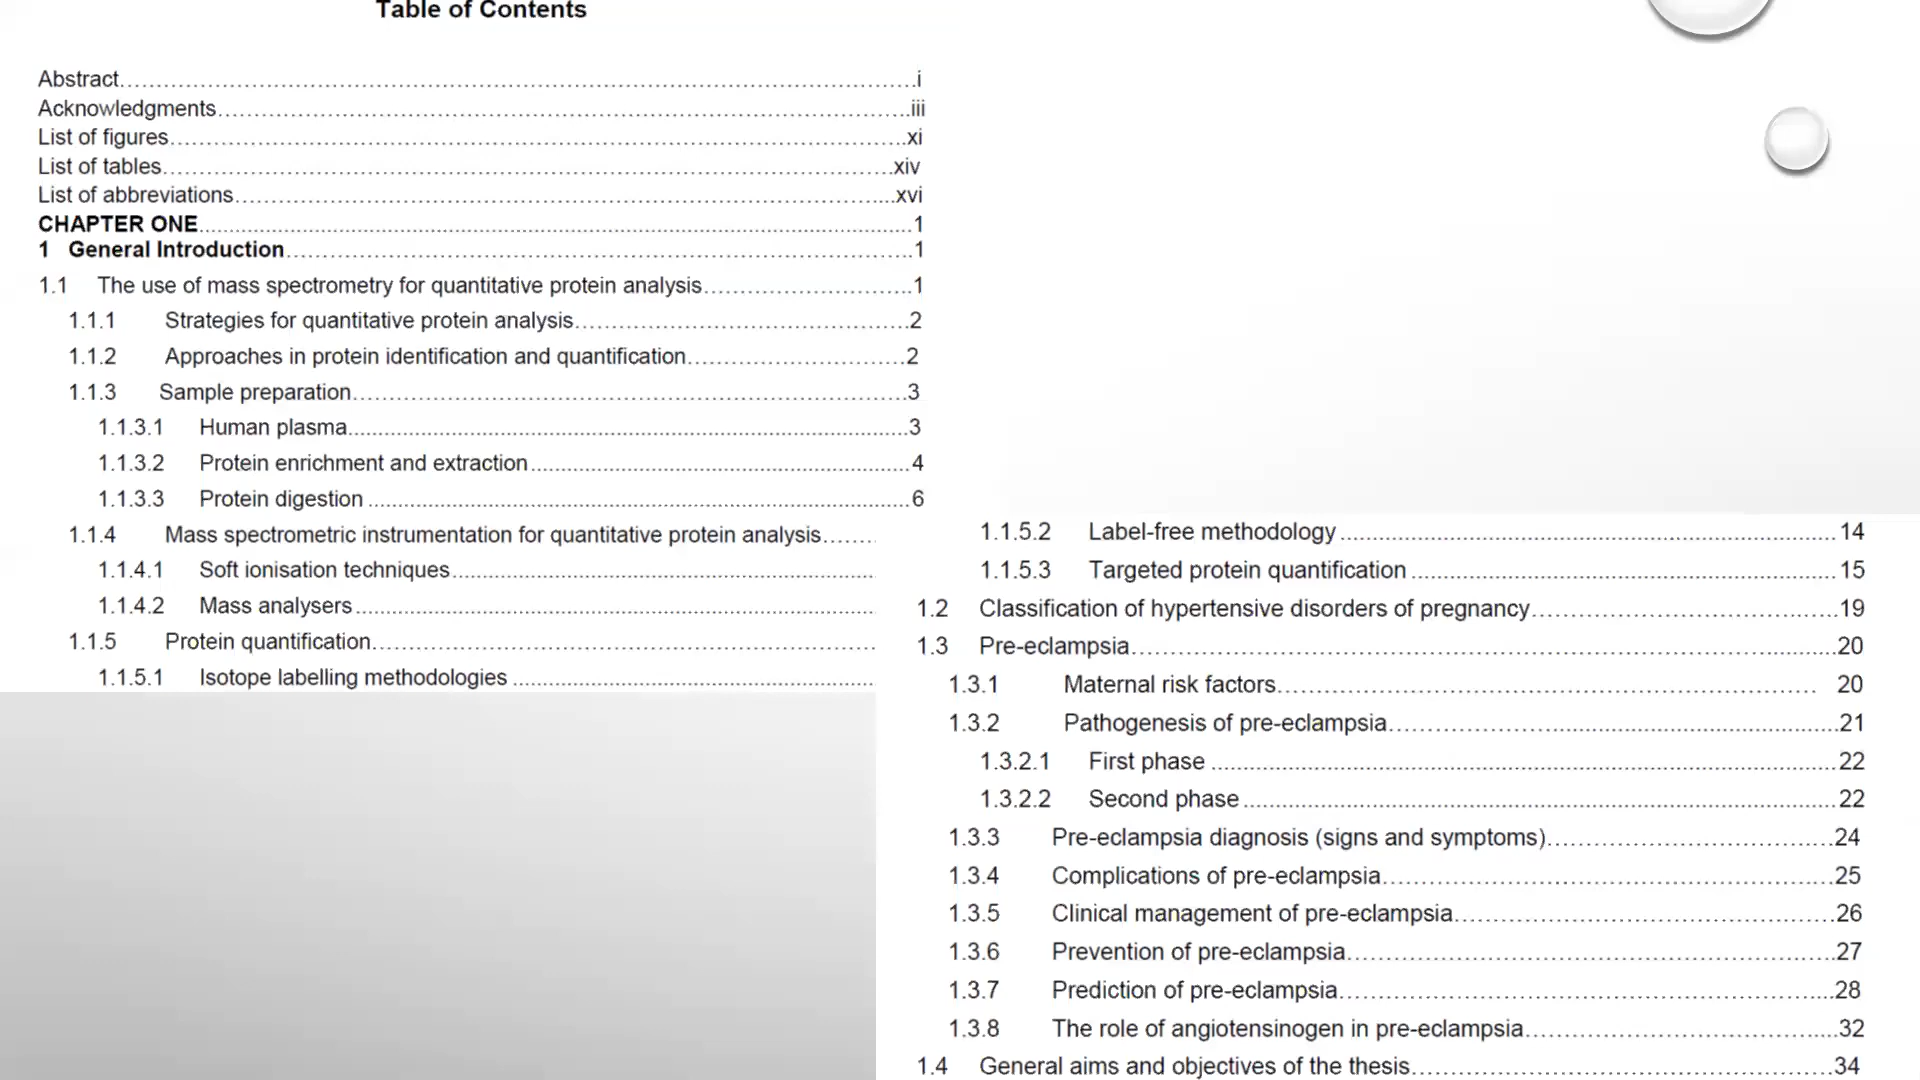 Table of Contents
Abstract.....i
Acknowledgments.....iii
List of figures.....xi
List of tables.....xiv
List of abbreviations.....xvi
CHAPTER ONE.....1
1 General Introduction.....1
1.1 The use of mass spectrometry for quantitative protein analysis.....1
1.1.1 Strategies for quantitative protein analysis.....2
1.1.2 Approaches in protein identification and quantification.....2
1.1.3 Sample preparation.....3
1.1.3.1 Human plasma.....3
1.1.3.2 Protein enrichment and extraction.....4
1.1.3.3 Protein digestion.....6
1.1.4 Mass spectrometric instrumentation for quantitative protein analysis.....
1.1.4.1 Soft ionisation techniques.....
1.1.4.2 Mass analysers.....
1.1.5 Protein quantification.....
1.1.5.1 Isotope labelling methodologies.....
1.1.5.2 Label-free methodology.....14
1.1.5.3 Targeted protein quantification.....15
1.2 Classification of hypertensive disorders of pregnancy.....19
1.3 Pre-eclampsia.....20
1.3.1 Maternal risk factors..... 20
1.3.2 Pathogenesis of pre-eclampsia.....21
1.3.2.1 First phase.....22
1.3.2.2 Second phase.....22
1.3.3 Pre-eclampsia diagnosis (signs and symptoms).....24
1.3.4 Complications of pre-eclampsia.....25
1.3.5 Clinical management of pre-eclampsia.....26
1.3.6 Prevention of pre-eclampsia.....27
1.3.7 Prediction of pre-eclampsia.....28
1.3.8 The role of angiotensinogen in pre-eclampsia.....32
1.4 General aims and objectives of the thesis.....34